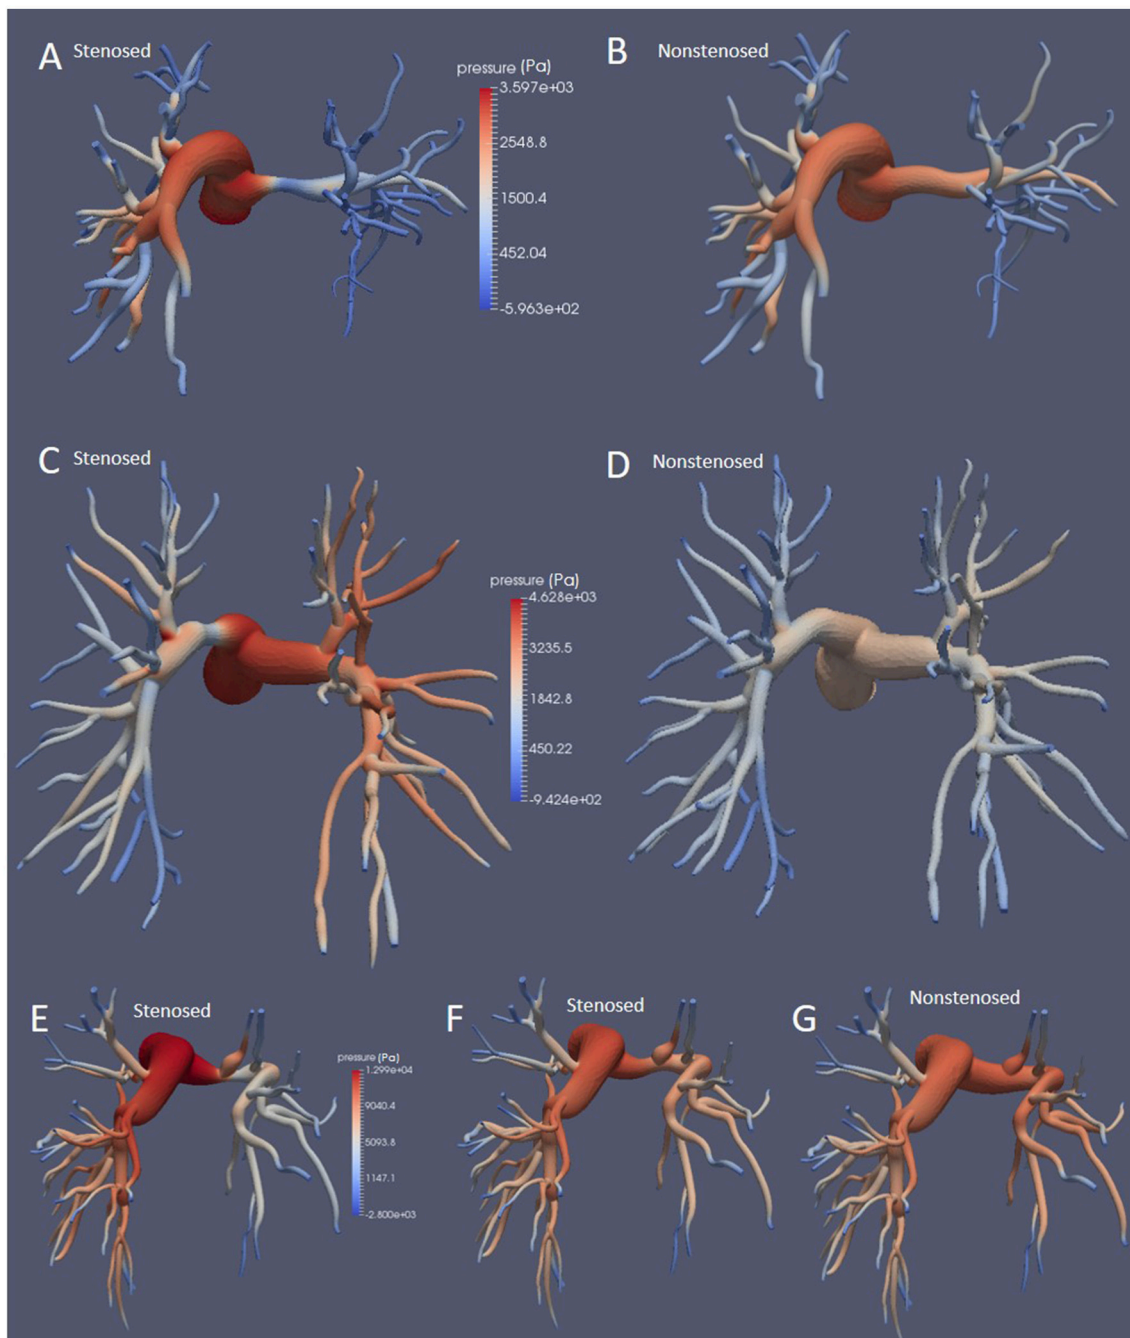 A Stenosed
B Nonstenosed
pressure (Pa)
3.597e+03
2548.8
1500.4
452.04
-5.963e+02
C Stenosed
D Nonstenosed
pressure (Pa)
4.628e+03
3235.5
1842.8
450.22
-9.424e+02
E Stenosed
F Stenosed
G Nonstenosed
pressure (Pa)
1.299e+04
9040.4
5093.8
1147.1
-2.800e+03